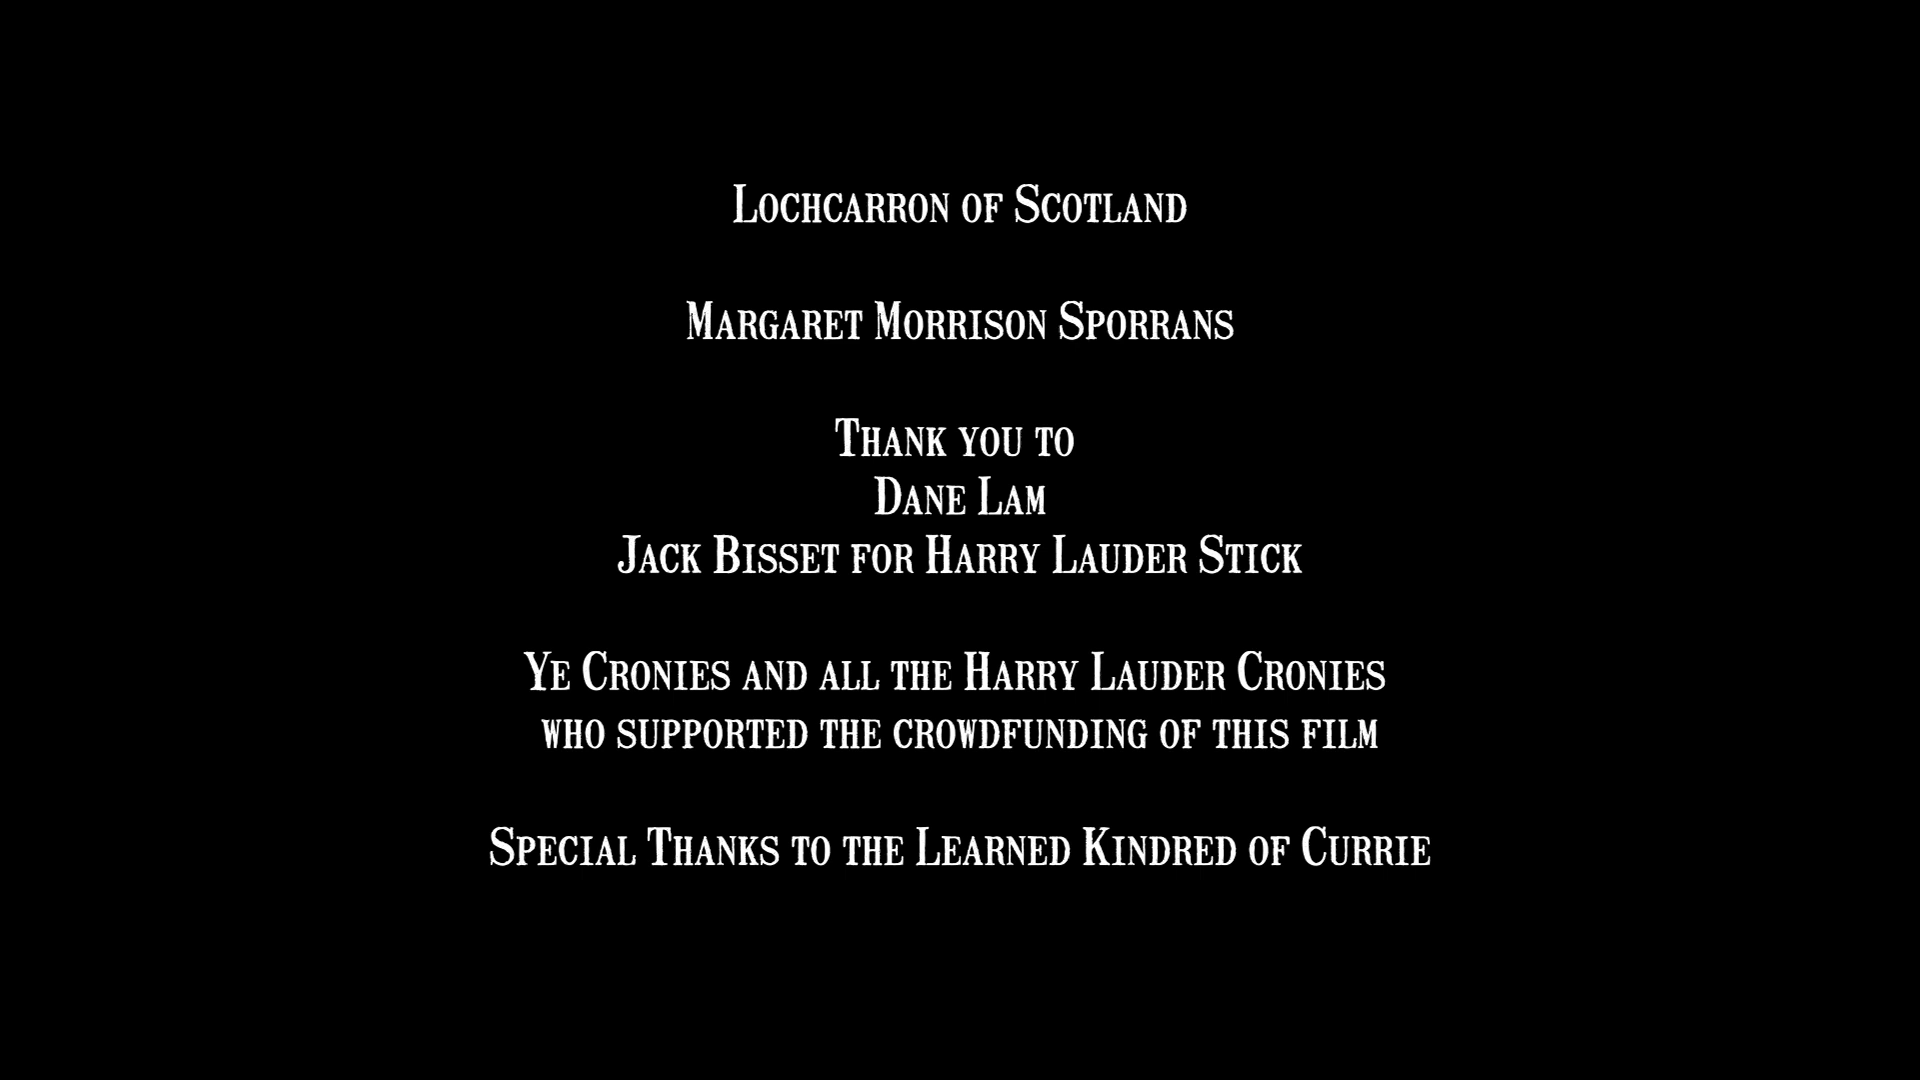 Lochcarron of Scotland
Margaret Morrison Sporrans
Thank you to
Dane Lam
Jack Bisset for Harry Lauder Stick
Ye Cronies and all the Harry Lauder Cronies
who supported the crowdfunding of this film
Special Thanks to the Learned Kindred of Currie